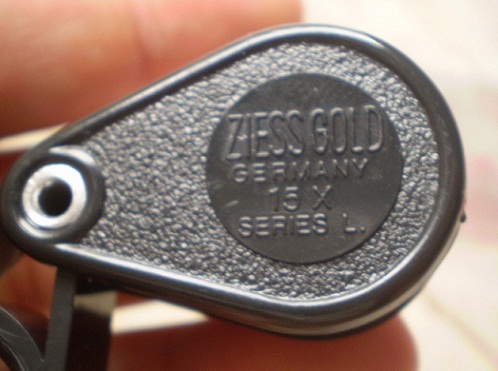 ZIESS GOLD
GERMANY
15 X
SERIES L.